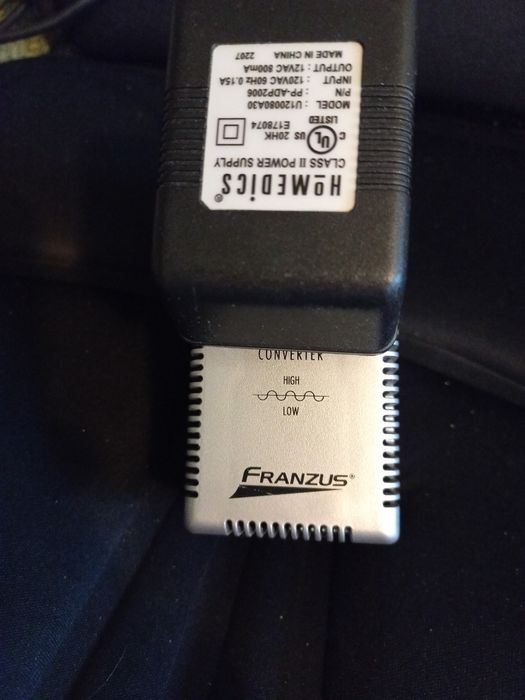 HoMEDiCS®
CLASS II POWER SUPPLY
C UL US 20HK
LISTED E178074
MODEL : U120080A30
P/N : PP-ADP2006
INPUT : 120VAC 60Hz 0.15A
OUTPUT : 12VAC 800mA
MADE IN CHINA 2207
CONVERTER
HIGH
LOW
FRANZUS®